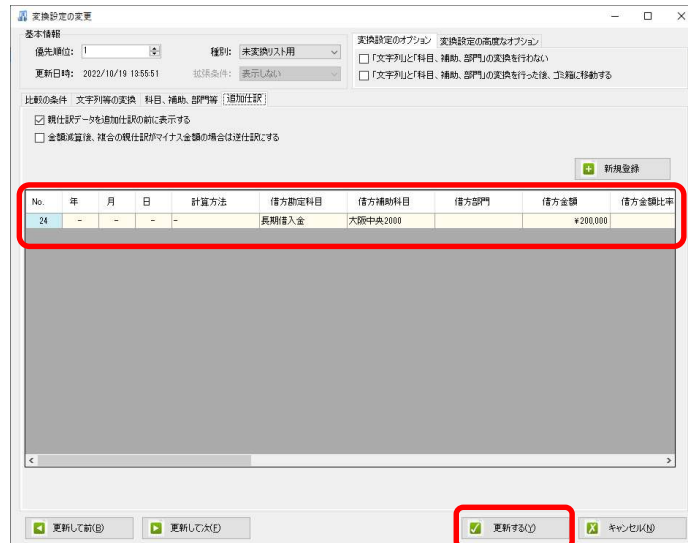 変換設定の変更
基本情報
優先順位: 1 種別: 未変換リスト用
更新日時: 2022/10/19 13:55:51 拡張条件: 表示しない
変換設定のオプション 変換設定の高度なオプション
「文字列」と「科目、補助、部門」の変換を行わない
「文字列」と「科目、補助、部門」の変換を行った後、ゴミ箱に移動する
比較の条件 文字列等の変換 科目、補助、部門等 追加仕訳
親仕訳データを追加仕訳の前に表示する
金額減算後、複合の親仕訳がマイナス金額の場合は逆仕訳にする
新規登録
No. 年 月 日 計算方法 借方勘定科目 借方補助科目 借方部門 借方金額 借方金額比率
24 - - - - 長期借入金 大阪中央2000 ¥200,000
更新して前(B) 更新して次(F) 更新する(Y) キャンセル(N)